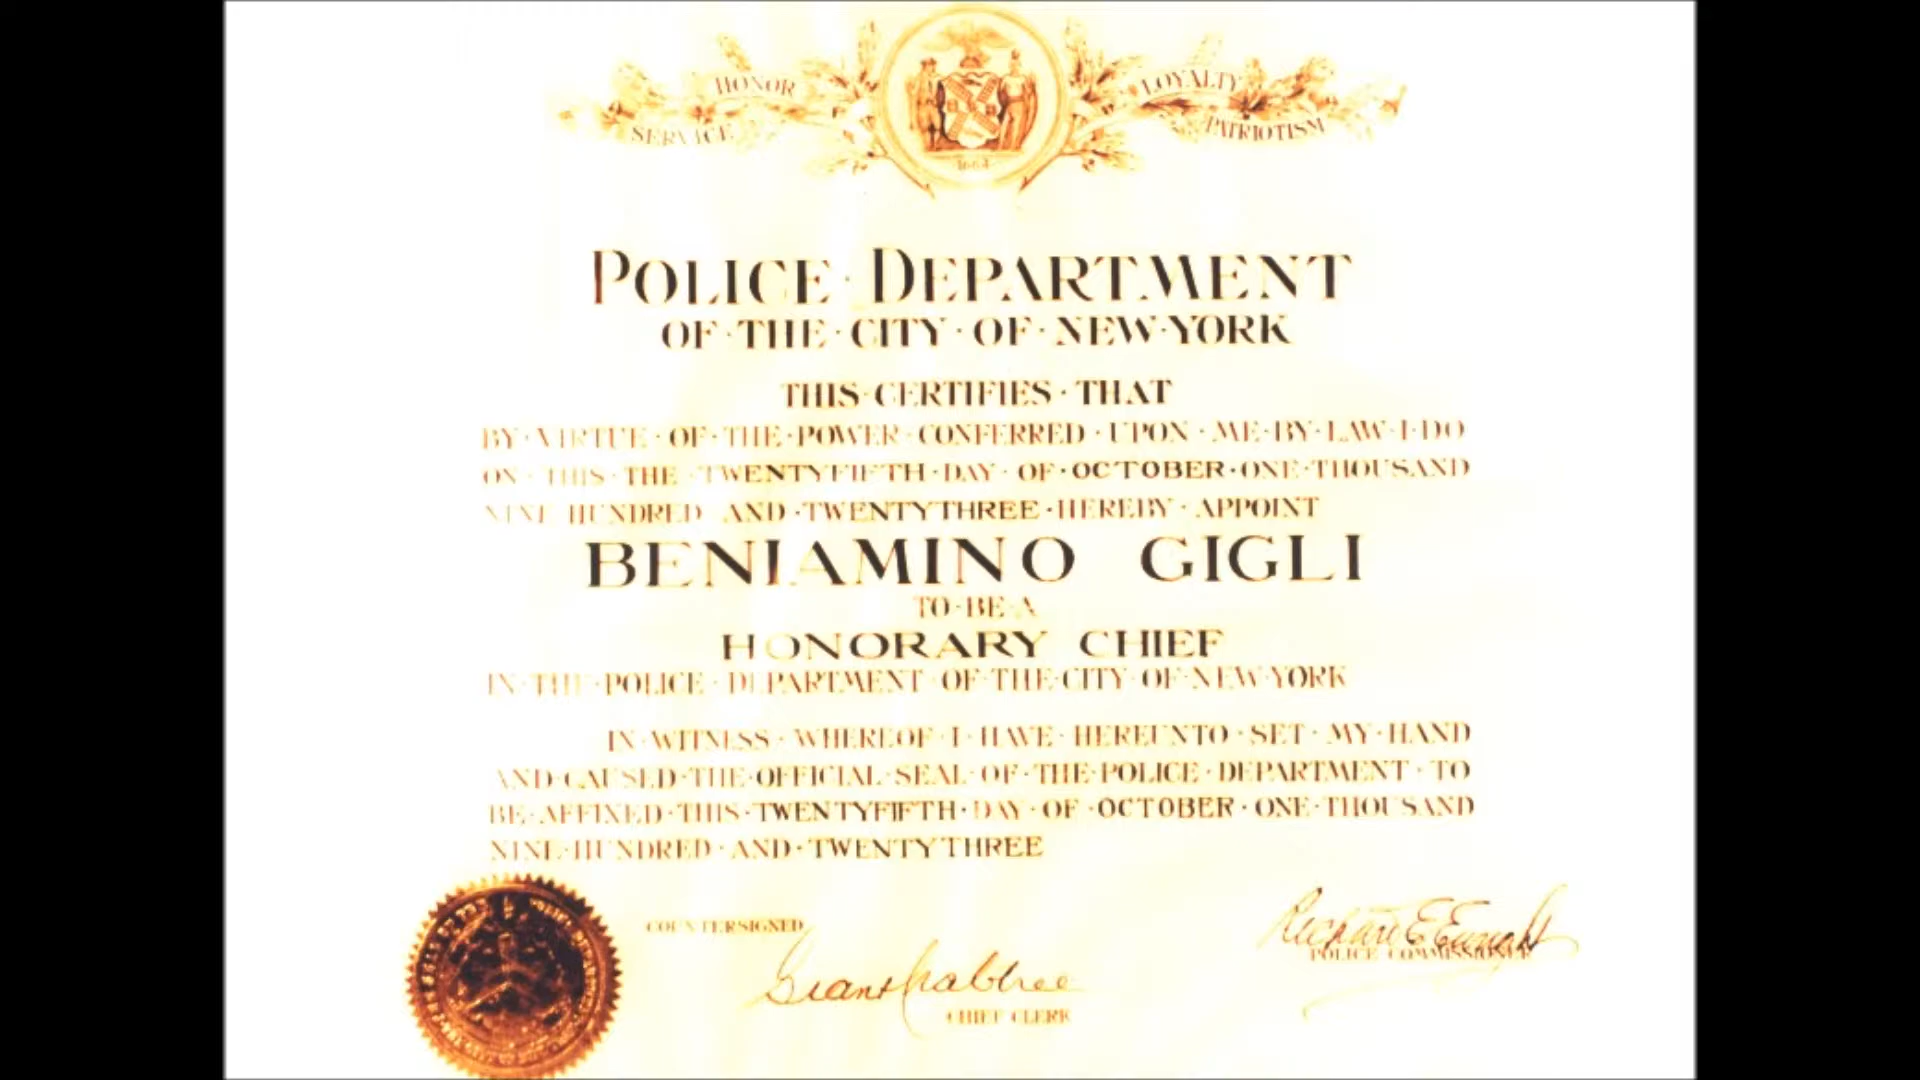 HONOR
SERVICE
LOYALTY
PATRIOTISM
1664
POLICE · DEPARTMENT
OF · THE · CITY · OF · NEW · YORK
THIS · CERTIFIES · THAT
BY · VIRTUE · OF · THE · POWER · CONFERRED · UPON · ME · BY · LAW · I · DO
ON · THIS · THE · TWENTYFIFTH · DAY · OF · OCTOBER · ONE · THOUSAND
NINE HUNDRED AND · TWENTYTHREE · HEREBY · APPOINT
BENIAMINO GIGLI
TO · BE · A
HONORARY CHIEF
IN · THE · POLICE · DEPARTMENT · OF · THE · CITY · OF · NEW · YORK
IN · WITNESS · WHEREOF · I · HAVE · HEREUNTO · SET · MY · HAND
AND · CAUSED · THE · OFFICIAL · SEAL · OF · THE · POLICE · DEPARTMENT · TO
BE · AFFIXED · THIS · TWENTYFIFTH · DAY · OF · OCTOBER · ONE · THOUSAND
NINE · HUNDRED · AND · TWENTYTHREE
COUNTERSIGNED
Grant Crabtree
CHIEF CLERK
Richard E Enright
POLICE COMMISSIONER